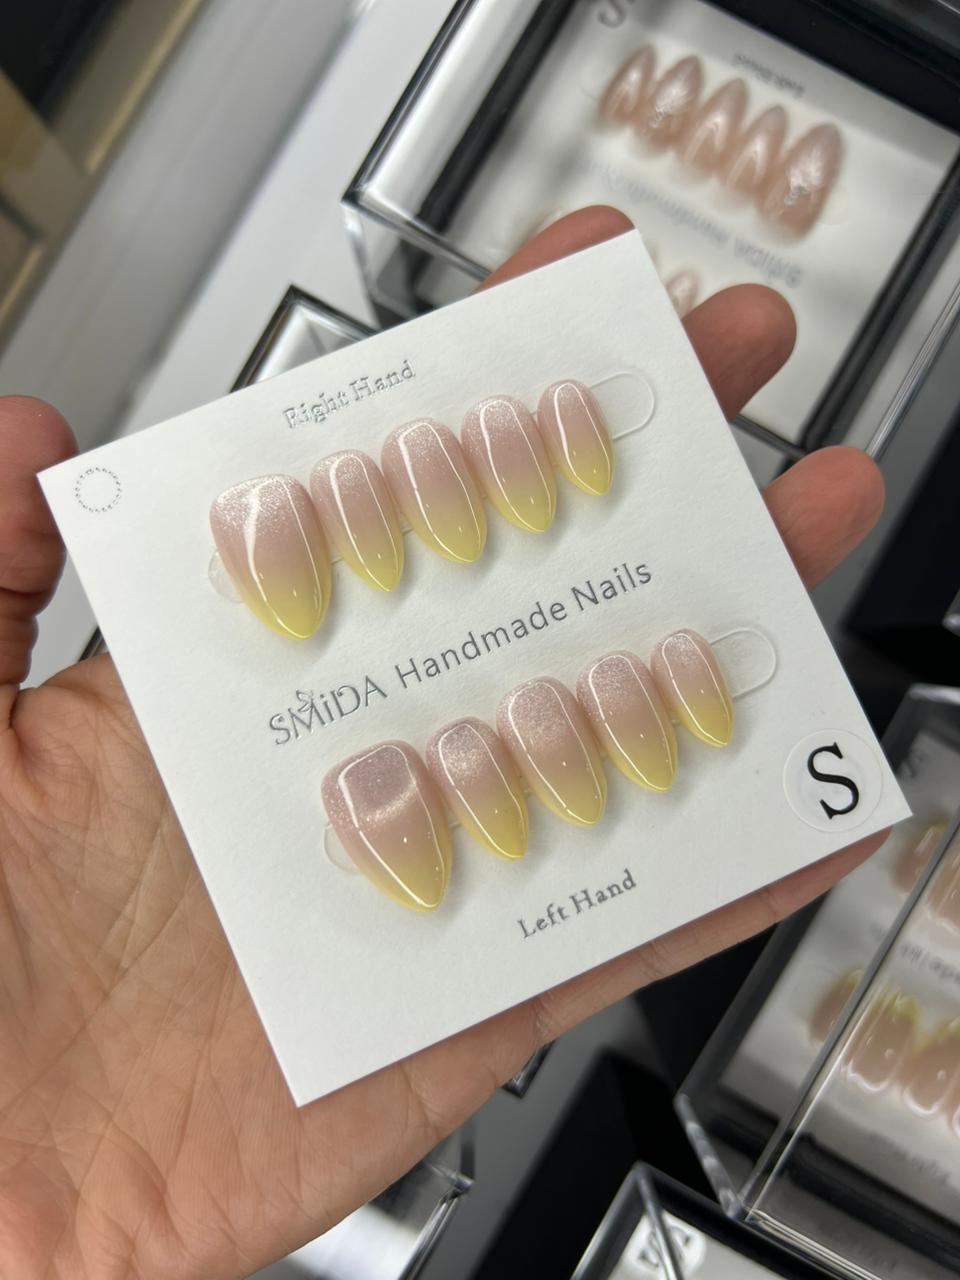 Right Hand
SMiDA Handmade Nails
S
Left Hand